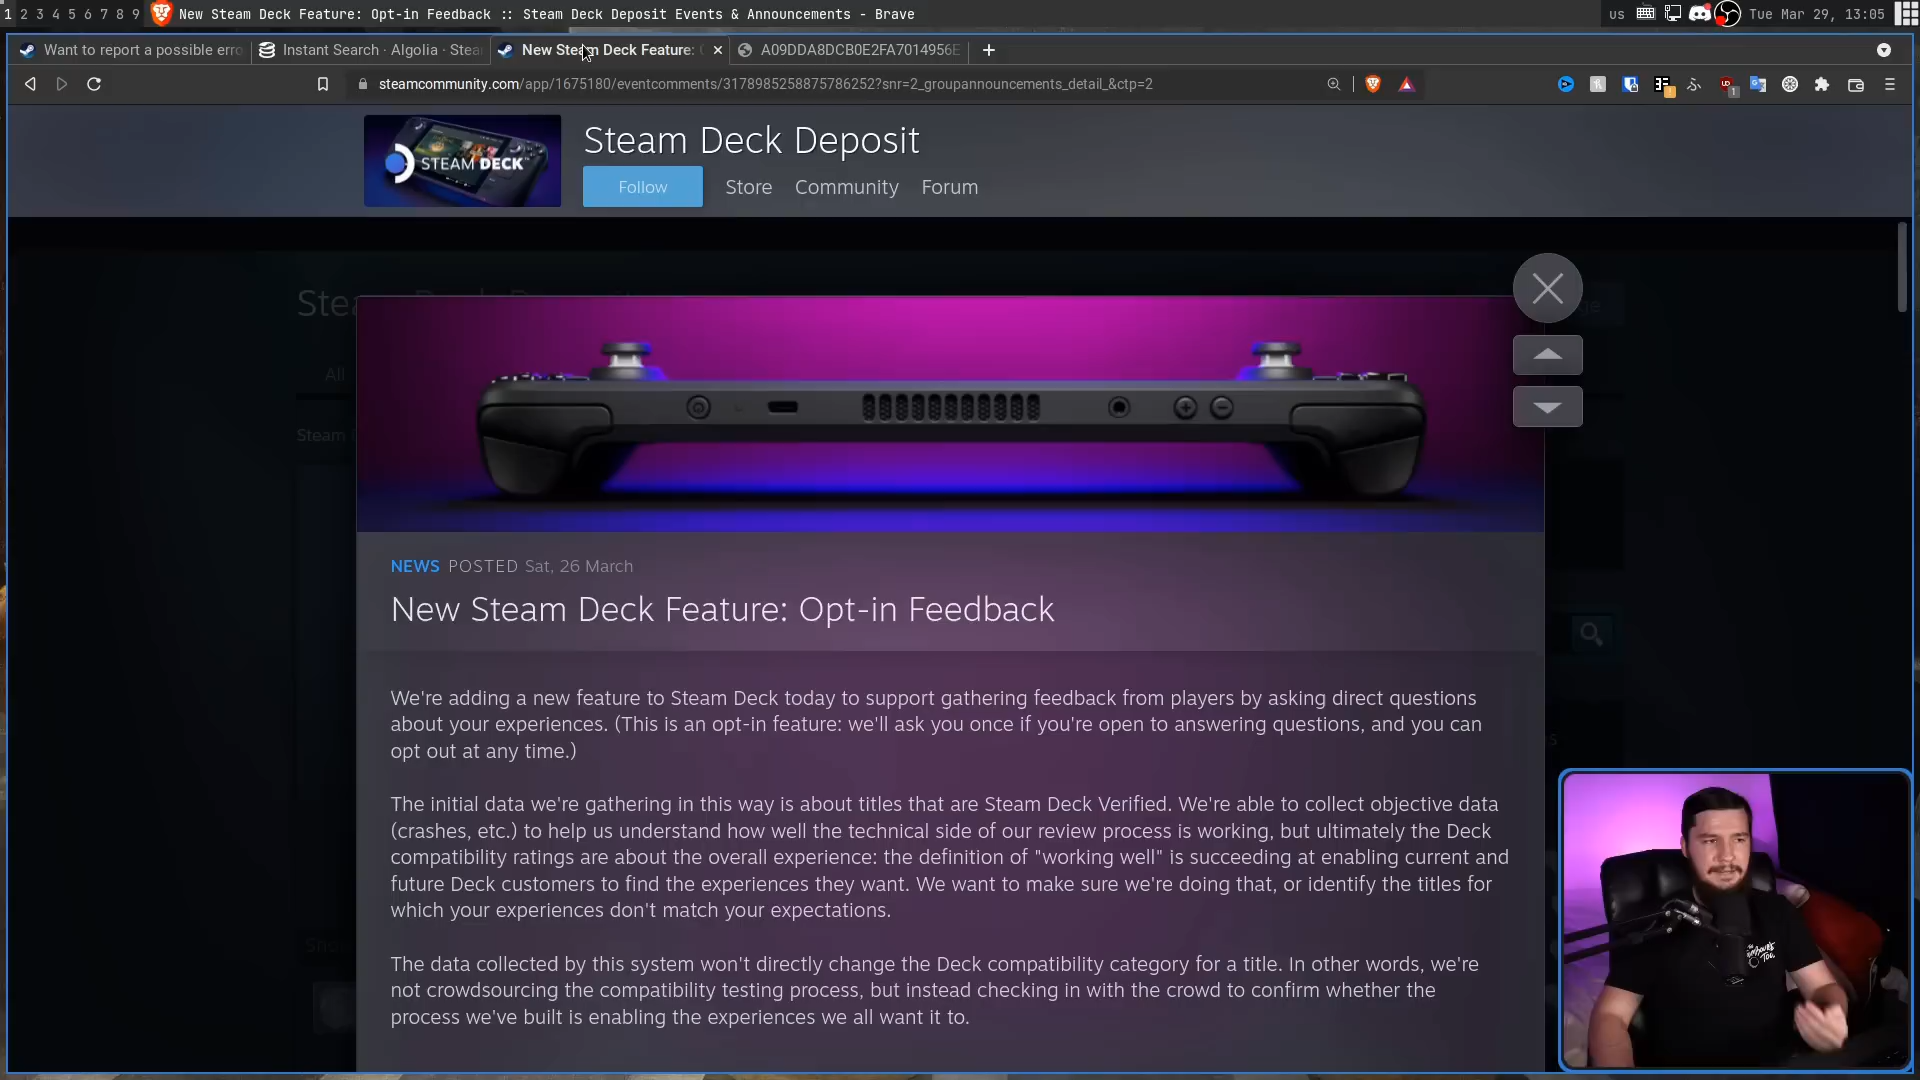 1 2 3 4 5 6 7 8 9 New Steam Deck Feature: Opt-in Feedback :: Steam Deck Deposit Events & Announcements - Brave
us Tue Mar 29, 13:05
Want to report a possible erro
Instant Search · Algolia · Stea
New Steam Deck Feature:
A09DDA8DCB0E2FA7014956E
steamcommunity.com/app/1675180/eventcomments/3178985258875786252?snr=2_groupannouncements_detail_&ctp=2
STEAM DECK
Steam Deck Deposit
Follow
Store
Community
Forum
All
Steam
NEWS POSTED Sat, 26 March
New Steam Deck Feature: Opt-in Feedback
We're adding a new feature to Steam Deck today to support gathering feedback from players by asking direct questions
about your experiences. (This is an opt-in feature: we'll ask you once if you're open to answering questions, and you can
opt out at any time.)
The initial data we're gathering in this way is about titles that are Steam Deck Verified. We're able to collect objective data
(crashes, etc.) to help us understand how well the technical side of our review process is working, but ultimately the Deck
compatibility ratings are about the overall experience: the definition of "working well" is succeeding at enabling current and
future Deck customers to find the experiences they want. We want to make sure we're doing that, or identify the titles for
which your experiences don't match your expectations.
The data collected by this system won't directly change the Deck compatibility category for a title. In other words, we're
not crowdsourcing the compatibility testing process, but instead checking in with the crowd to confirm whether the
process we've built is enabling the experiences we all want it to.